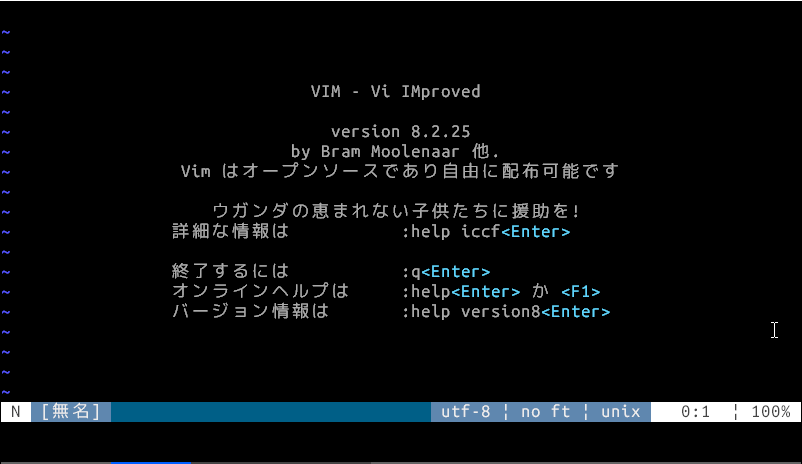 ~
~
~
~ VIM - Vi IMproved
~
~ version 8.2.25
~ by Bram Moolenaar 他.
~ Vim はオープンソースであり自由に配布可能です
~
~ ウガンダの恵まれない子供たちに援助を!
~ 詳細な情報は :help iccf<Enter>
~
~ 終了するには :q<Enter>
~ オンラインヘルプは :help<Enter> か <F1>
~ バージョン情報は :help version8<Enter>
~
~
~
~
N [無名] utf-8 ¦ no ft ¦ unix 0:1 ¦ 100%